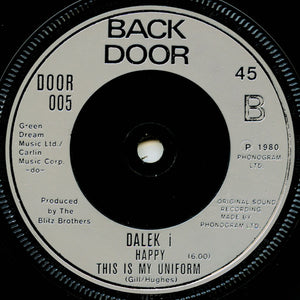 BACK
DOOR
DOOR
005
45
B
Green
Dream
Music Ltd./
Carlin
Music Corp.
-do-
P 1980
PHONOGRAM
LTD.
Produced
by The
Blitz Brothers
ORIGINAL SOUND
RECORDING
MADE BY
PHONOGRAM LTD.
DALEK i
HAPPY (6.00)
THIS IS MY UNIFORM
(Gill/Hughes)